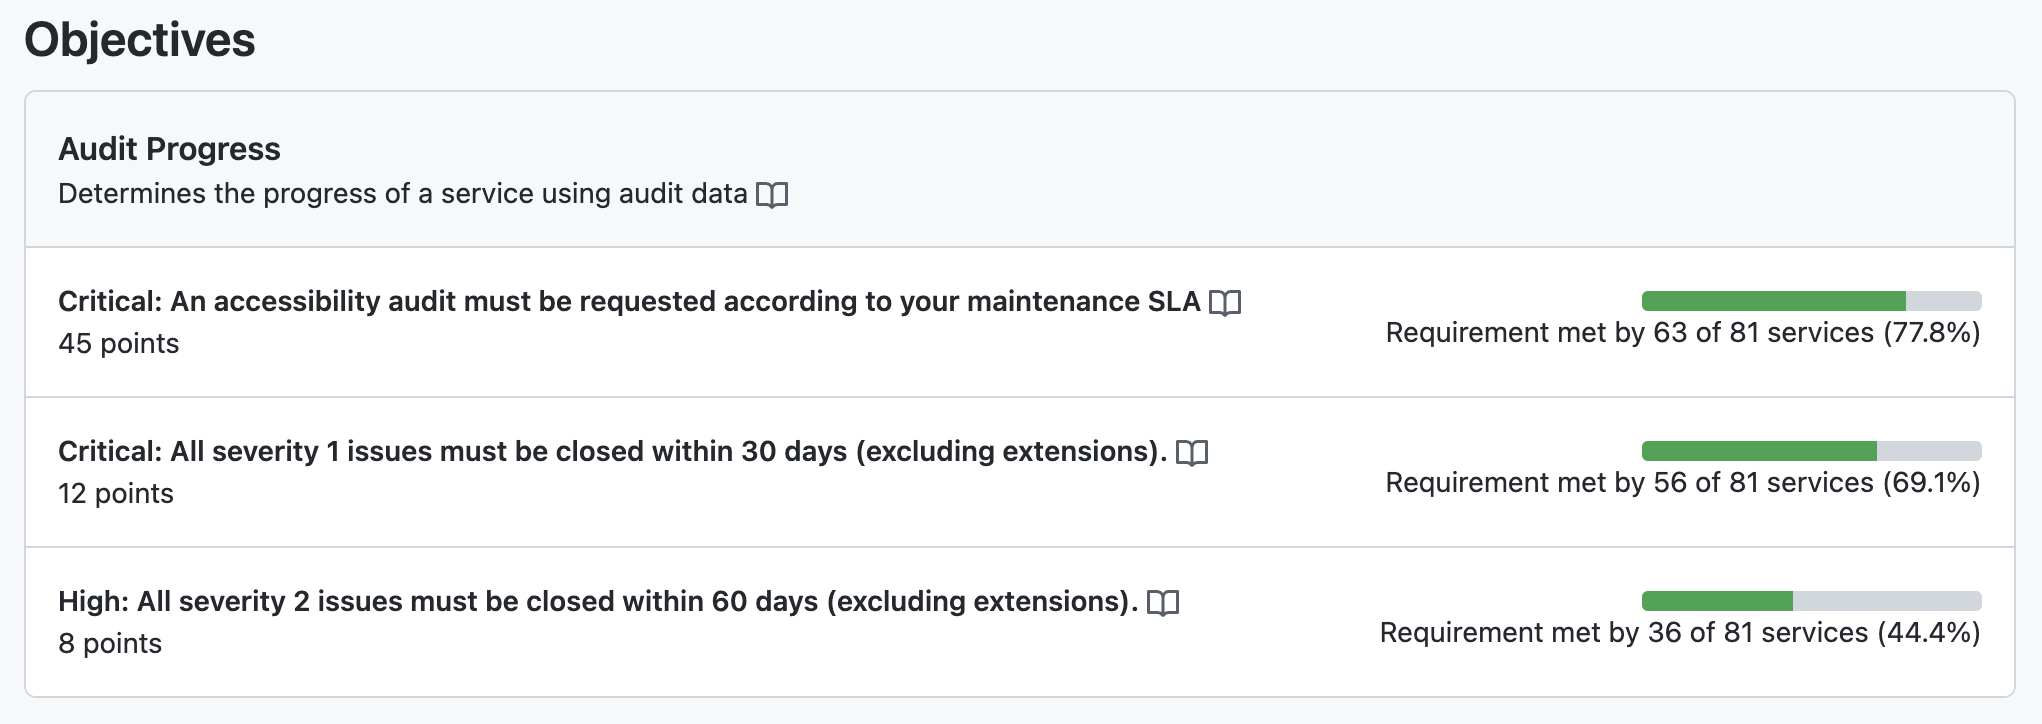 Objectives
Audit Progress
Determines the progress of a service using audit data
Critical: An accessibility audit must be requested according to your maintenance SLA
45 points
Requirement met by 63 of 81 services (77.8%)
Critical: All severity 1 issues must be closed within 30 days (excluding extensions).
12 points
Requirement met by 56 of 81 services (69.1%)
High: All severity 2 issues must be closed within 60 days (excluding extensions).
8 points
Requirement met by 36 of 81 services (44.4%)